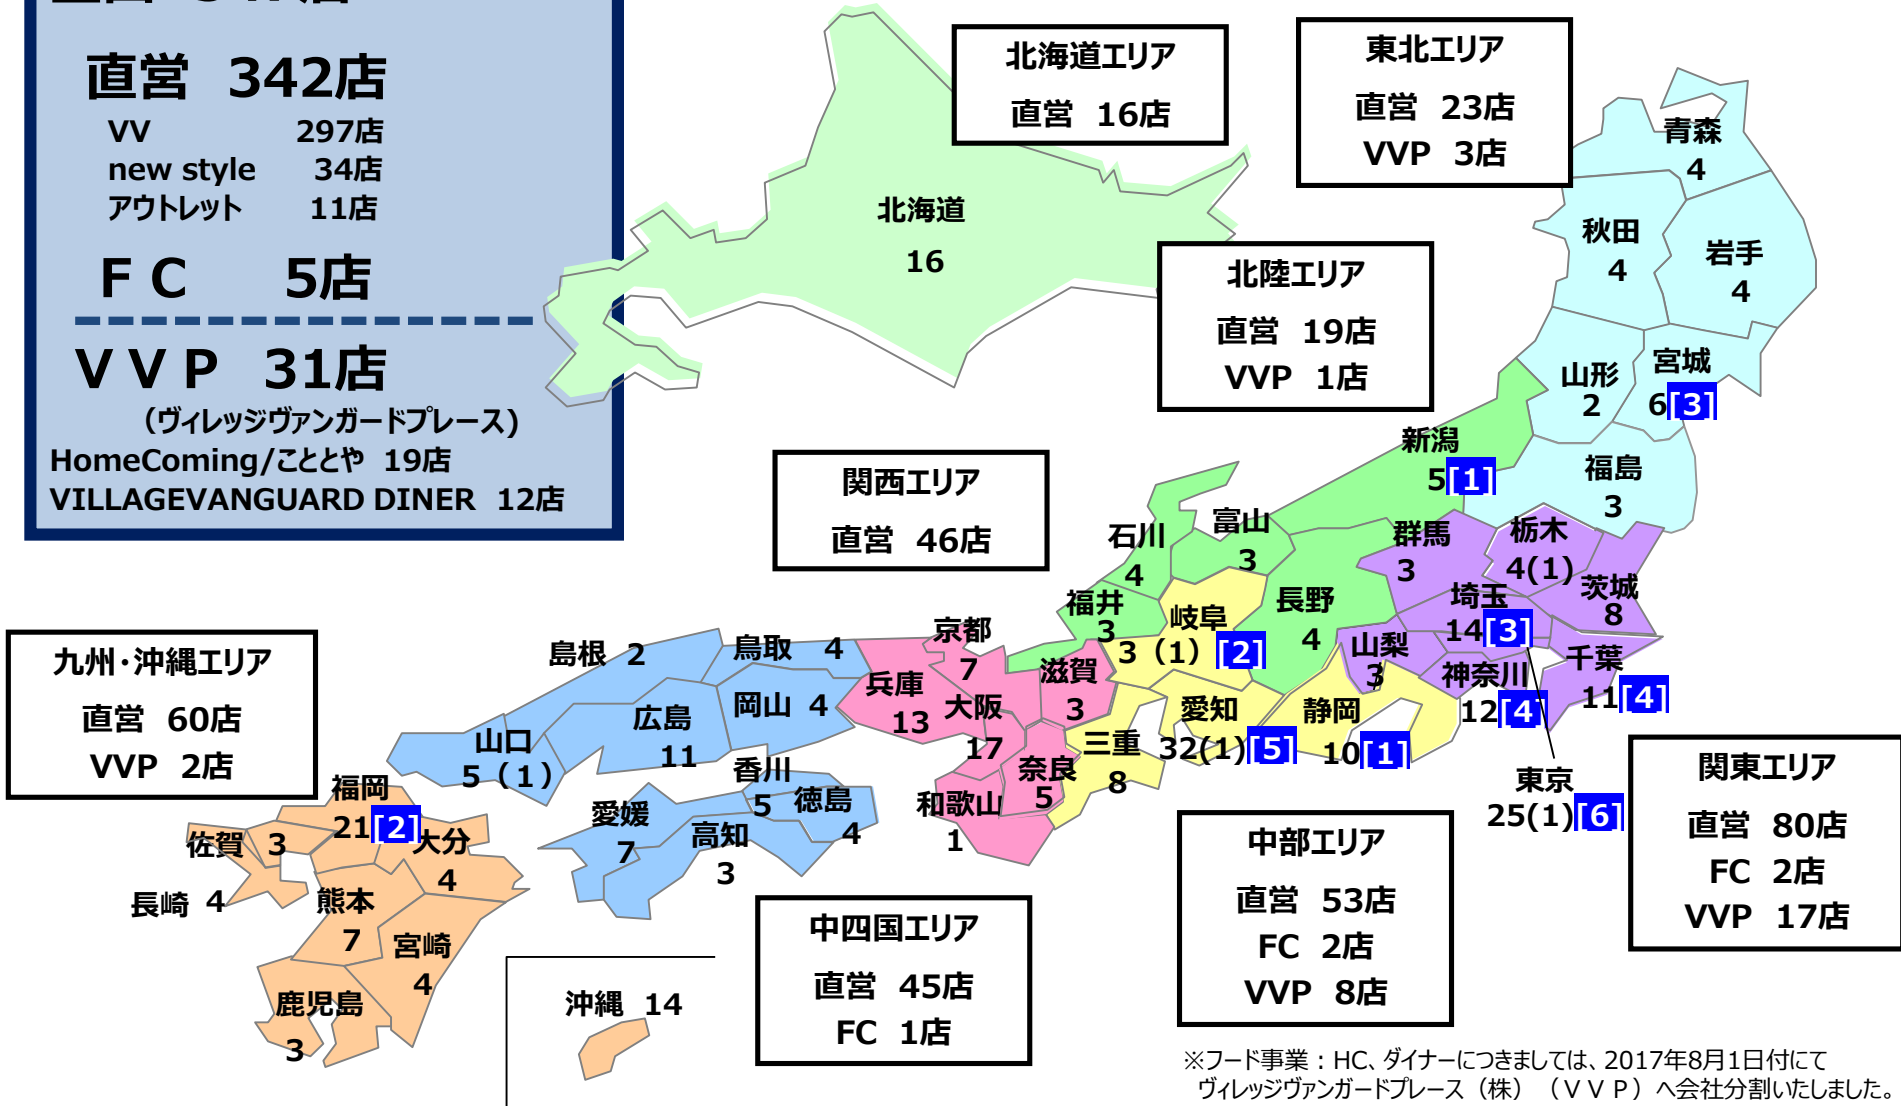 直営 342店
VV 297店
new style 34店
アウトレット 11店
FC 5店
VVP 31店
(ヴィレッジヴァンガードプレース)
HomeComing/こととや 19店
VILLAGEVANGUARD DINER 12店
北海道エリア
直営 16店
東北エリア
直営 23店
VVP 3店
北陸エリア
直営 19店
VVP 1店
関西エリア
直営 46店
九州・沖縄エリア
直営 60店
VVP 2店
中四国エリア
直営 45店
FC 1店
中部エリア
直営 53店
FC 2店
VVP 8店
関東エリア
直営 80店
FC 2店
VVP 17店
北海道
16
青森
4
秋田
4
岩手
4
山形
2
宮城
6[3]
福島
3
新潟
5[1]
富山
3
石川
4
福井
3
長野
4
群馬
3
栃木
4(1)
茨城
8
埼玉
14[3]
千葉
11[4]
東京
25(1)[6]
神奈川
12[4]
山梨
3
静岡
10[1]
岐阜
3(1)[2]
愛知
32(1)[5]
三重
8
京都
7
滋賀
3
兵庫
13
大阪
17
奈良
5
和歌山
1
島根 2
鳥取 4
岡山 4
広島
11
山口
5(1)
香川
5
徳島
4
愛媛
7
高知
3
福岡
21[2]
佐賀 3
長崎 4
大分
4
熊本
7
宮崎
4
鹿児島
3
沖縄 14
※フード事業：HC、ダイナーにつきましては、2017年8月1日付にて
ヴィレッジヴァンガードプレース(株)(ＶＶＰ)へ会社分割いたしました。